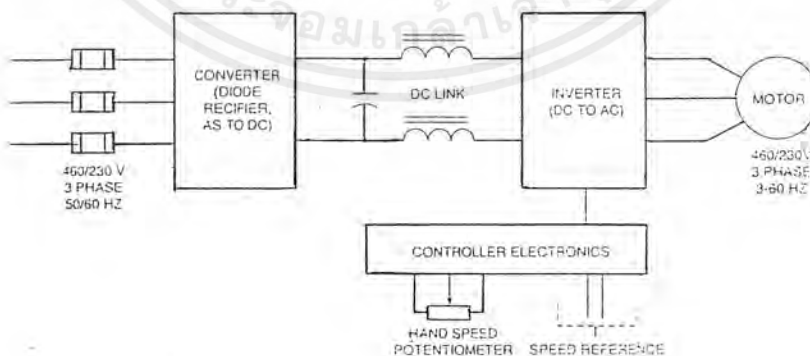 CONVERTER
(DIODE
RECIFIER,
AS TO DC)
DC LINK
INVERTER
(DC TO AC)
MOTOR
460/230 V
3 PHASE
50/60 HZ
460/230V
3 PHASE
3-60 HZ
CONTROLLER ELECTRONICS
HAND SPEED
POTENTIOMETER
SPEED REFERENCE